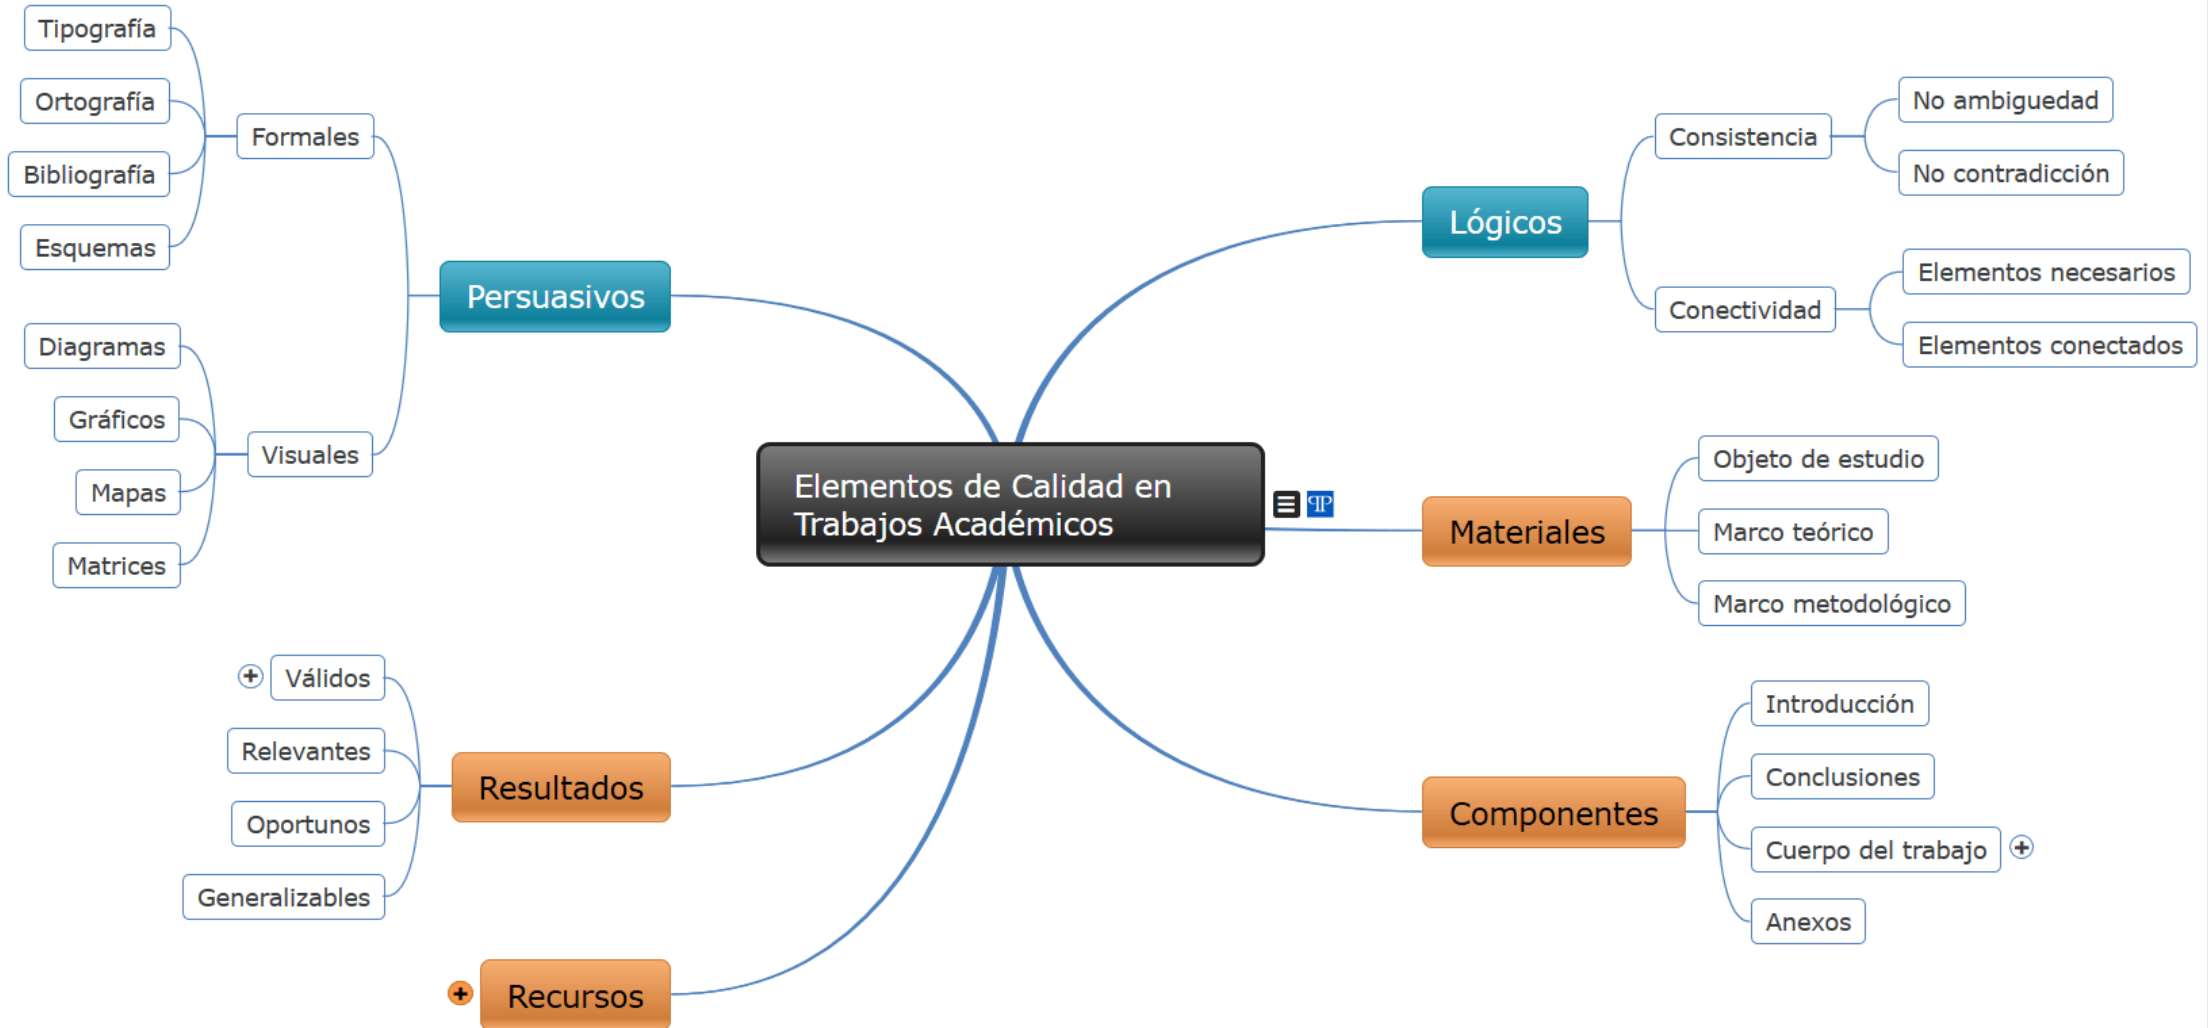 Elementos de Calidad en
Trabajos Académicos
Lógicos
Consistencia
No ambiguedad
No contradicción
Conectividad
Elementos necesarios
Elementos conectados
Materiales
Objeto de estudio
Marco teórico
Marco metodológico
Componentes
Introducción
Conclusiones
Cuerpo del trabajo
Anexos
Persuasivos
Formales
Tipografía
Ortografía
Bibliografía
Esquemas
Visuales
Diagramas
Gráficos
Mapas
Matrices
Resultados
Válidos
Relevantes
Oportunos
Generalizables
Recursos